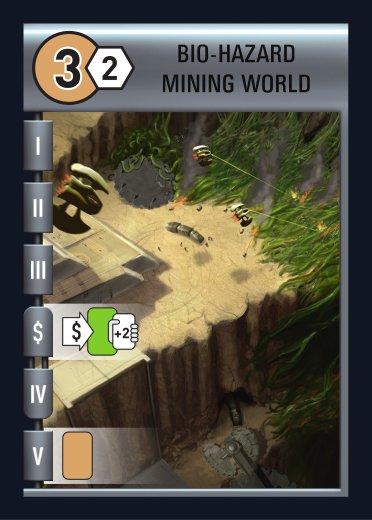 3 2
BIO-HAZARD
MINING WORLD
I
II
III
$ $ +2
IV
V